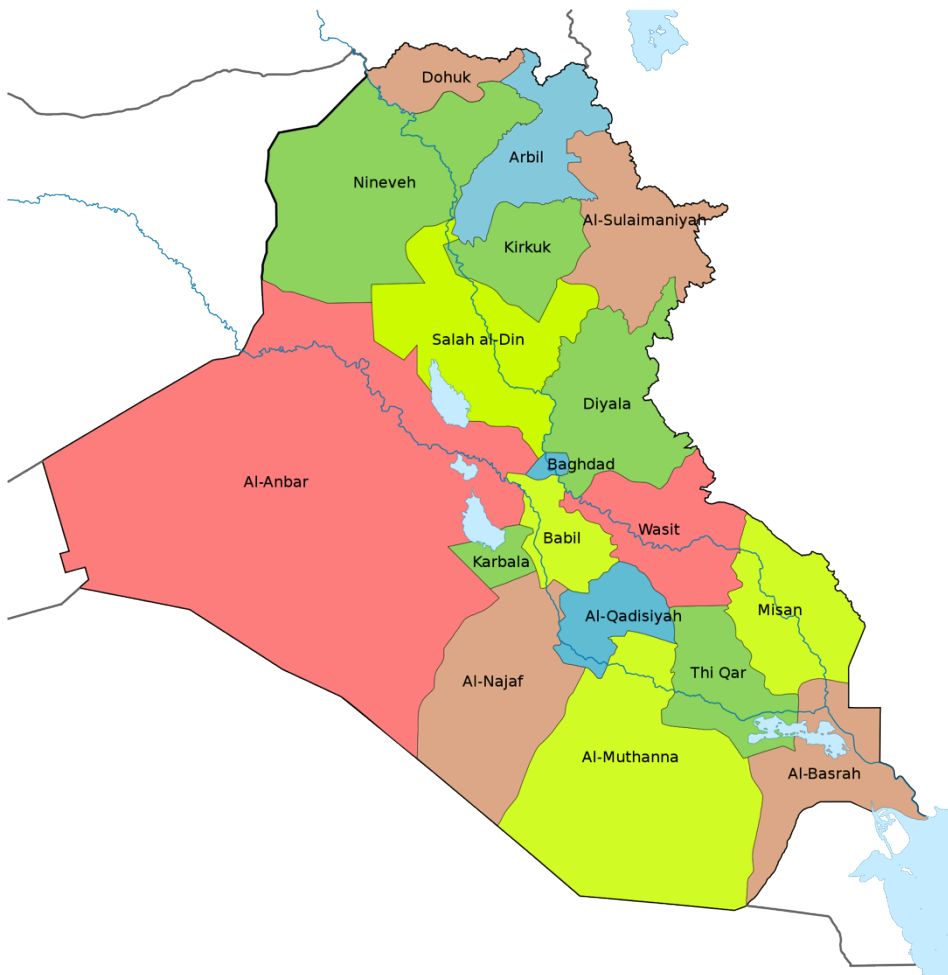 Dohuk
Arbil
Nineveh
Al-Sulaimaniyah
Kirkuk
Salah al-Din
Diyala
Baghdad
Al-Anbar
Wasit
Babil
Karbala
Misan
Al-Qadisiyah
Thi Qar
Al-Najaf
Al-Muthanna
Al-Basrah